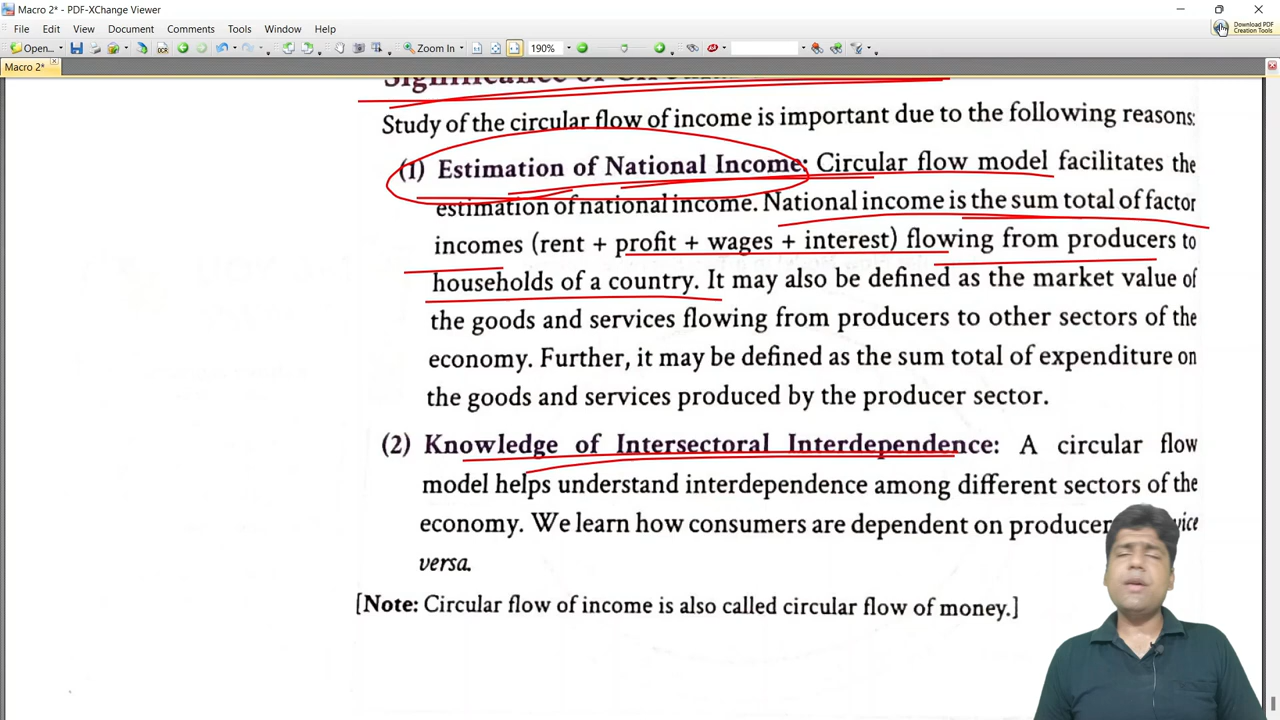 Macro 2* - PDF-XChange Viewer
File Edit View Document Comments Tools Window Help
Download PDF
Creation Tools
Open... Zoom In 190%
Macro 2*
Significance of
Study of the circular flow of income is important due to the following reasons:
(1) Estimation of National Income: Circular flow model facilitates the
estimation of national income. National income is the sum total of factor
incomes (rent + profit + wages + interest) flowing from producers to
households of a country. It may also be defined as the market value of
the goods and services flowing from producers to other sectors of the
economy. Further, it may be defined as the sum total of expenditure on
the goods and services produced by the producer sector.
(2) Knowledge of Intersectoral Interdependence: A circular flow
model helps understand interdependence among different sectors of the
economy. We learn how consumers are dependent on producer vice
versa.
[Note: Circular flow of income is also called circular flow of money.]